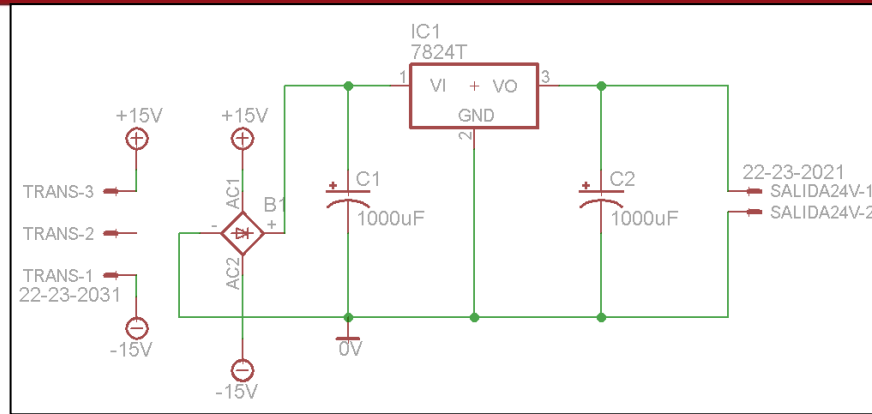 IC1
7824T
1
VI
+
VO
3
GND
2
+15V
+15V
TRANS-3
TRANS-2
TRANS-1
22-23-2031
-15V
AC1
B1
-
+
AC2
-15V
+
C1
1000uF
0V
+
C2
1000uF
22-23-2021
SALIDA24V-1
SALIDA24V-2